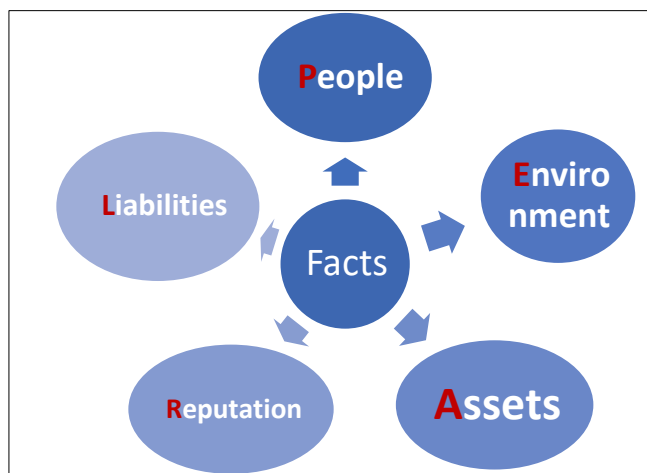 People
Enviro
nment
Assets
Reputation
Liabilities
Facts